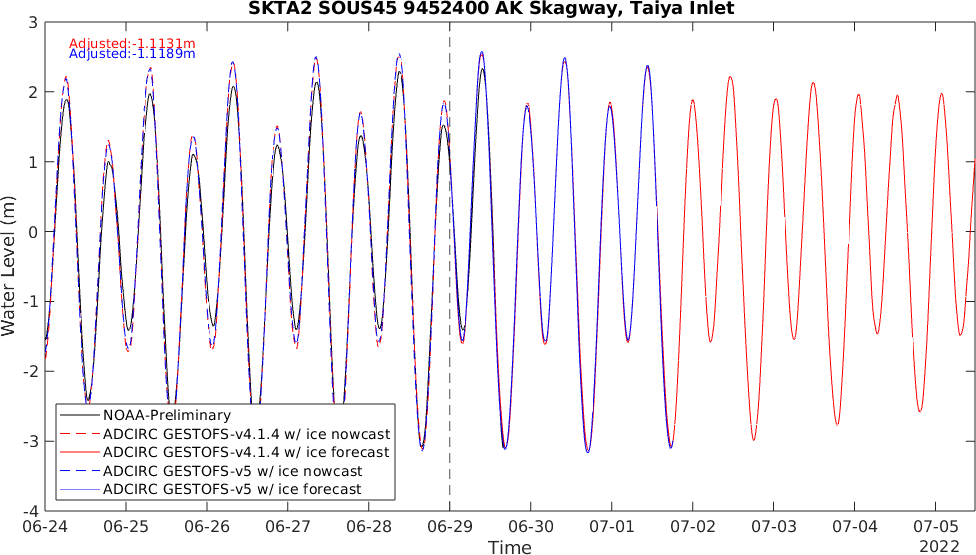 SKTA2 SOUS45 9452400 AK Skagway, Taiya Inlet
Adjusted:-1.1131m
Adjusted:-1.1189m
3
2
1
0
-1
-2
-3
-4
Water Level (m)
NOAA-Preliminary
ADCIRC GESTOFS-v4.1.4 w/ ice nowcast
ADCIRC GESTOFS-v4.1.4 w/ ice forecast
ADCIRC GESTOFS-v5 w/ ice nowcast
ADCIRC GESTOFS-v5 w/ ice forecast
06-24 06-25 06-26 06-27 06-28 06-29 06-30 07-01 07-02 07-03 07-04 07-05
Time
2022